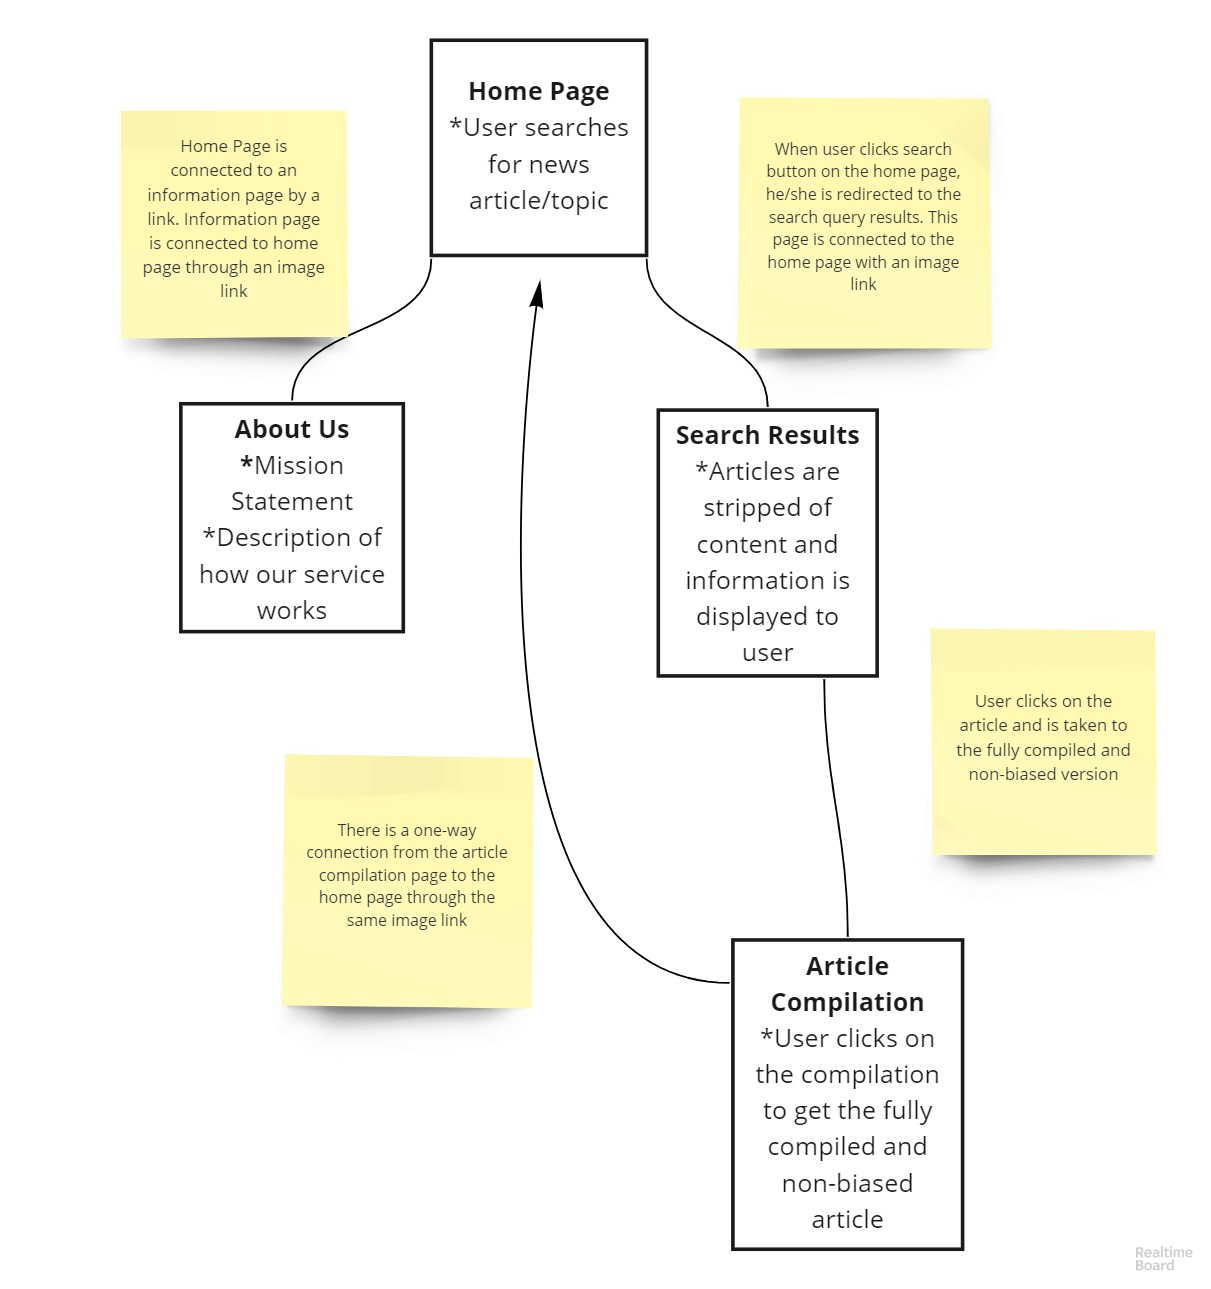 Home Page
*User searches
for news
article/topic
Home Page is
connected to an
information page by a
link. Information page
is connected to home
page through an image
link
When user clicks search
button on the home page,
he/she is redirected to the
search query results. This
page is connected to the
home page with an image
link
About Us
*Mission
Statement
*Description of
how our service
works
Search Results
*Articles are
stripped of
content and
information is
displayed to
user
User clicks on the
article and is taken to
the fully compiled and
non-biased version
There is a one-way
connection from the article
compilation page to the
home page through the
same image link
Article
Compilation
*User clicks on
the compilation
to get the fully
compiled and
non-biased
article
Realtime
Board